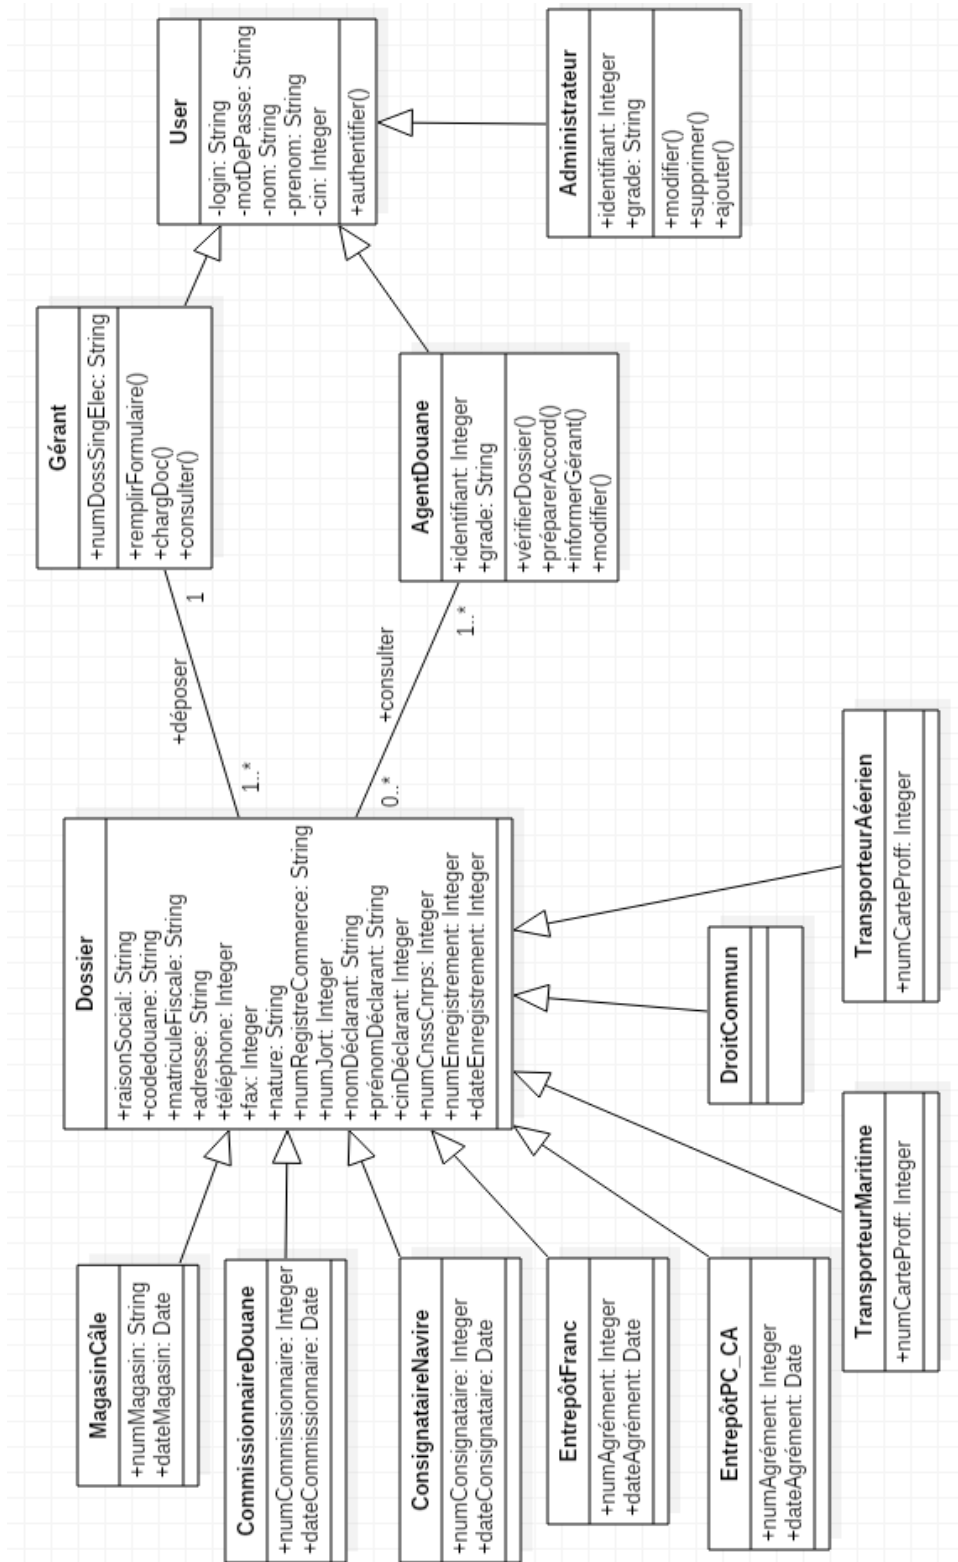 MagasinCâle
+numMagasin: String
+dateMagasin: Date
CommissionnaireDouane
+numCommissionnaire: Integer
+dateCommissionnaire: Date
ConsignataireNavire
+numConsignataire: Integer
+dateConsignataire: Date
EntrepôtFranc
+numAgrément: Integer
+dateAgrément: Date
EntrepôtPC_CA
+numAgrément: Integer
+dateAgrément: Date
TransporteurMaritime
+numCarteProff: Integer
DroitCommun
TransporteurAéerien
+numCarteProff: Integer
Dossier
+raisonSocial: String
+codedouane: String
+matriculeFiscale: String
+adresse: String
+téléphone: Integer
+fax: Integer
+nature: String
+numRegistreCommerce: String
+numJort: Integer
+nomDéclarant: String
+prénomDéclarant: String
+cinDéclarant: Integer
+numCnssCnrps: Integer
+numEnregistrement: Integer
+dateEnregistrement: Integer
1..*
+déposer
1
0..*
+consulter
1..*
Gérant
+numDossSingElec: String
+remplirFormulaire()
+chargDoc()
+consulter()
AgentDouane
+identifiant: Integer
+grade: String
+vérifierDossier()
+préparerAccord()
+informerGérant()
+modifier()
User
-login: String
-motDePasse: String
-nom: String
-prenom: String
-cin: Integer
+authentifier()
Administrateur
+identifiant: Integer
+grade: String
+modifier()
+supprimer()
+ajouter()